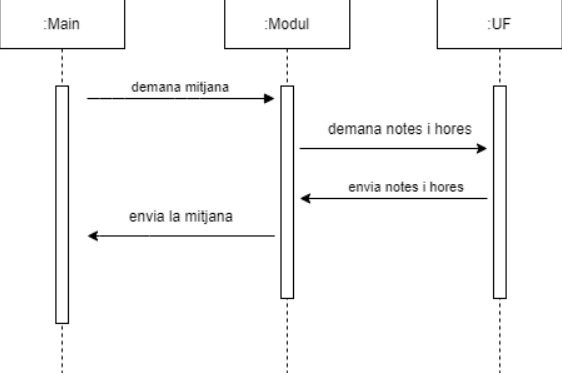 :Main
:Modul
:UF
demana mitjana
demana notes i hores
envia notes i hores
envia la mitjana